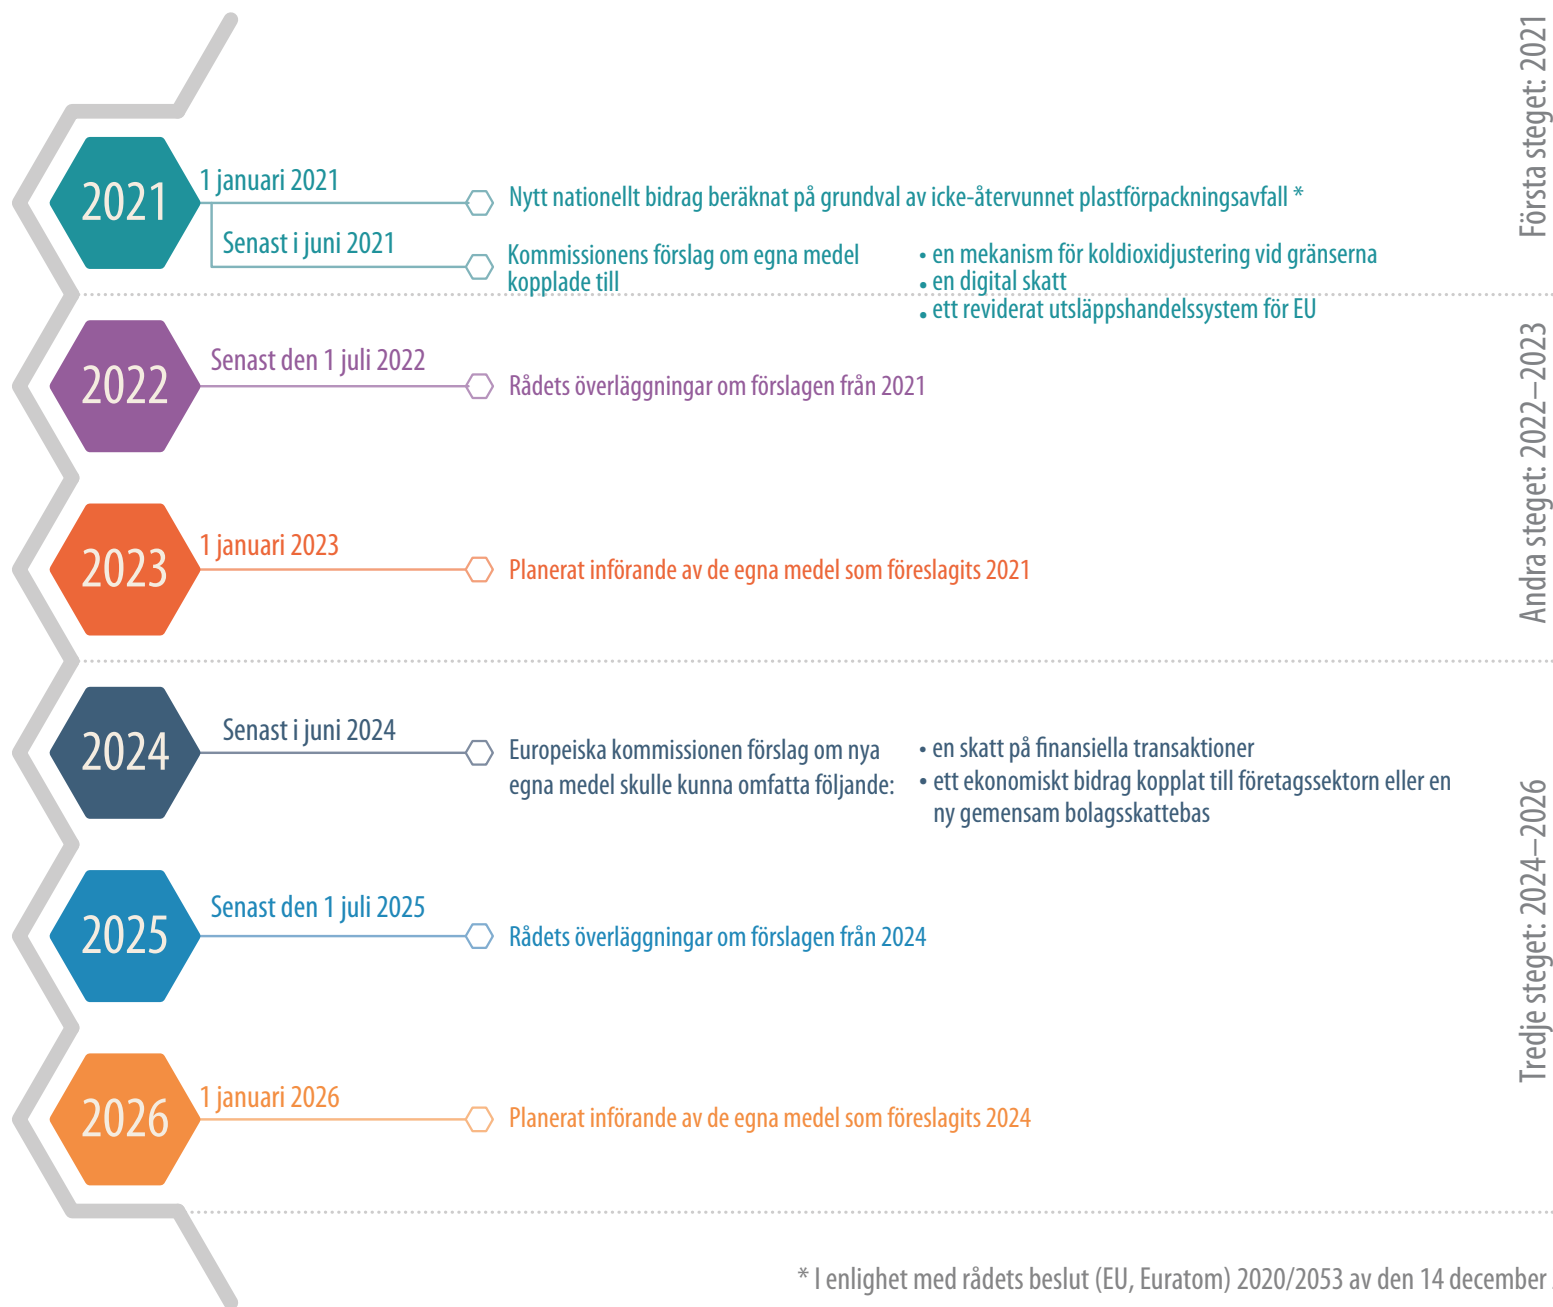 Första steget: 2021
2021
1 januari 2021
Nytt nationellt bidrag beräknat på grundval av icke-återvunnet plastförpackningsavfall *
Senast i juni 2021
Kommissionens förslag om egna medel
kopplade till
• en mekanism för koldioxidjustering vid gränserna
• en digital skatt
• ett reviderat utsläppshandelssystem för EU
Andra steget: 2022–2023
2022
Senast den 1 juli 2022
Rådets överläggningar om förslagen från 2021
2023
1 januari 2023
Planerat införande av de egna medel som föreslagits 2021
Tredje steget: 2024–2026
2024
Senast i juni 2024
Europeiska kommissionen förslag om nya
egna medel skulle kunna omfatta följande:
• en skatt på finansiella transaktioner
• ett ekonomiskt bidrag kopplat till företagssektorn eller en
ny gemensam bolagsskattebas
2025
Senast den 1 juli 2025
Rådets överläggningar om förslagen från 2024
2026
1 januari 2026
Planerat införande av de egna medel som föreslagits 2024
* I enlighet med rådets beslut (EU, Euratom) 2020/2053 av den 14 december